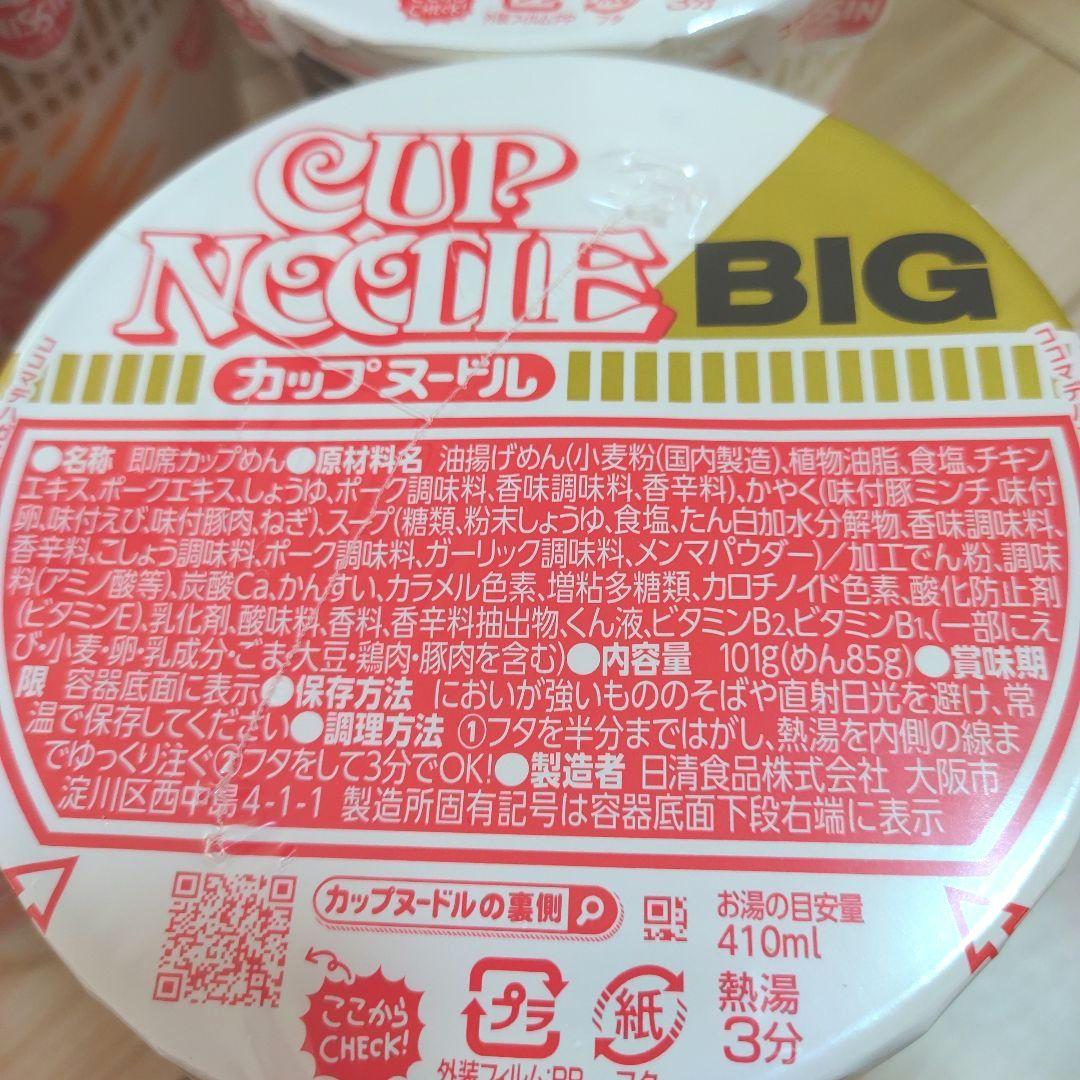 CHECK!
外装フィルム:PP フタ
3分
CUP
NOODLE BIG
カップヌードル
●名称 即席カップめん●原材料名 油揚げめん(小麦粉(国内製造)、植物油脂、食塩、チキン
エキス、ポークエキス、しょうゆ、ポーク調味料、香味調味料、香辛料)、かやく(味付豚ミンチ、味付
卵、味付えび、味付豚肉、ねぎ)、スープ(糖類、粉末しょうゆ、食塩、たん白加水分解物、香味調味料、
香辛料、こしょう調味料、ポーク調味料、ガーリック調味料、メンマパウダー)/加工でん粉、調味
料(アミノ酸等)、炭酸Ca、かんすい、カラメル色素、増粘多糖類、カロチノイド色素、酸化防止剤
(ビタミンE)、乳化剤、酸味料、香料、香辛料抽出物、くん液、ビタミンB2、ビタミンB1、(一部にえ
び・小麦・卵・乳成分・ごま・大豆・鶏肉・豚肉を含む)●内容量 101g(めん85g)●賞味期
限 容器底面に表示●保存方法 においが強いもののそばや直射日光を避け、常
温で保存してください●調理方法 ①フタを半分まではがし、熱湯を内側の線ま
でゆっくり注ぐ②フタをして3分でOK!●製造者 日清食品株式会社 大阪市
淀川区西中島4-1-1 製造所固有記号は容器底面下段右端に表示
カップヌードルの裏側
お湯の目安量
410ml
ここから
CHECK!
プラ
紙
熱湯
3分
外装フィルム:PP フタ